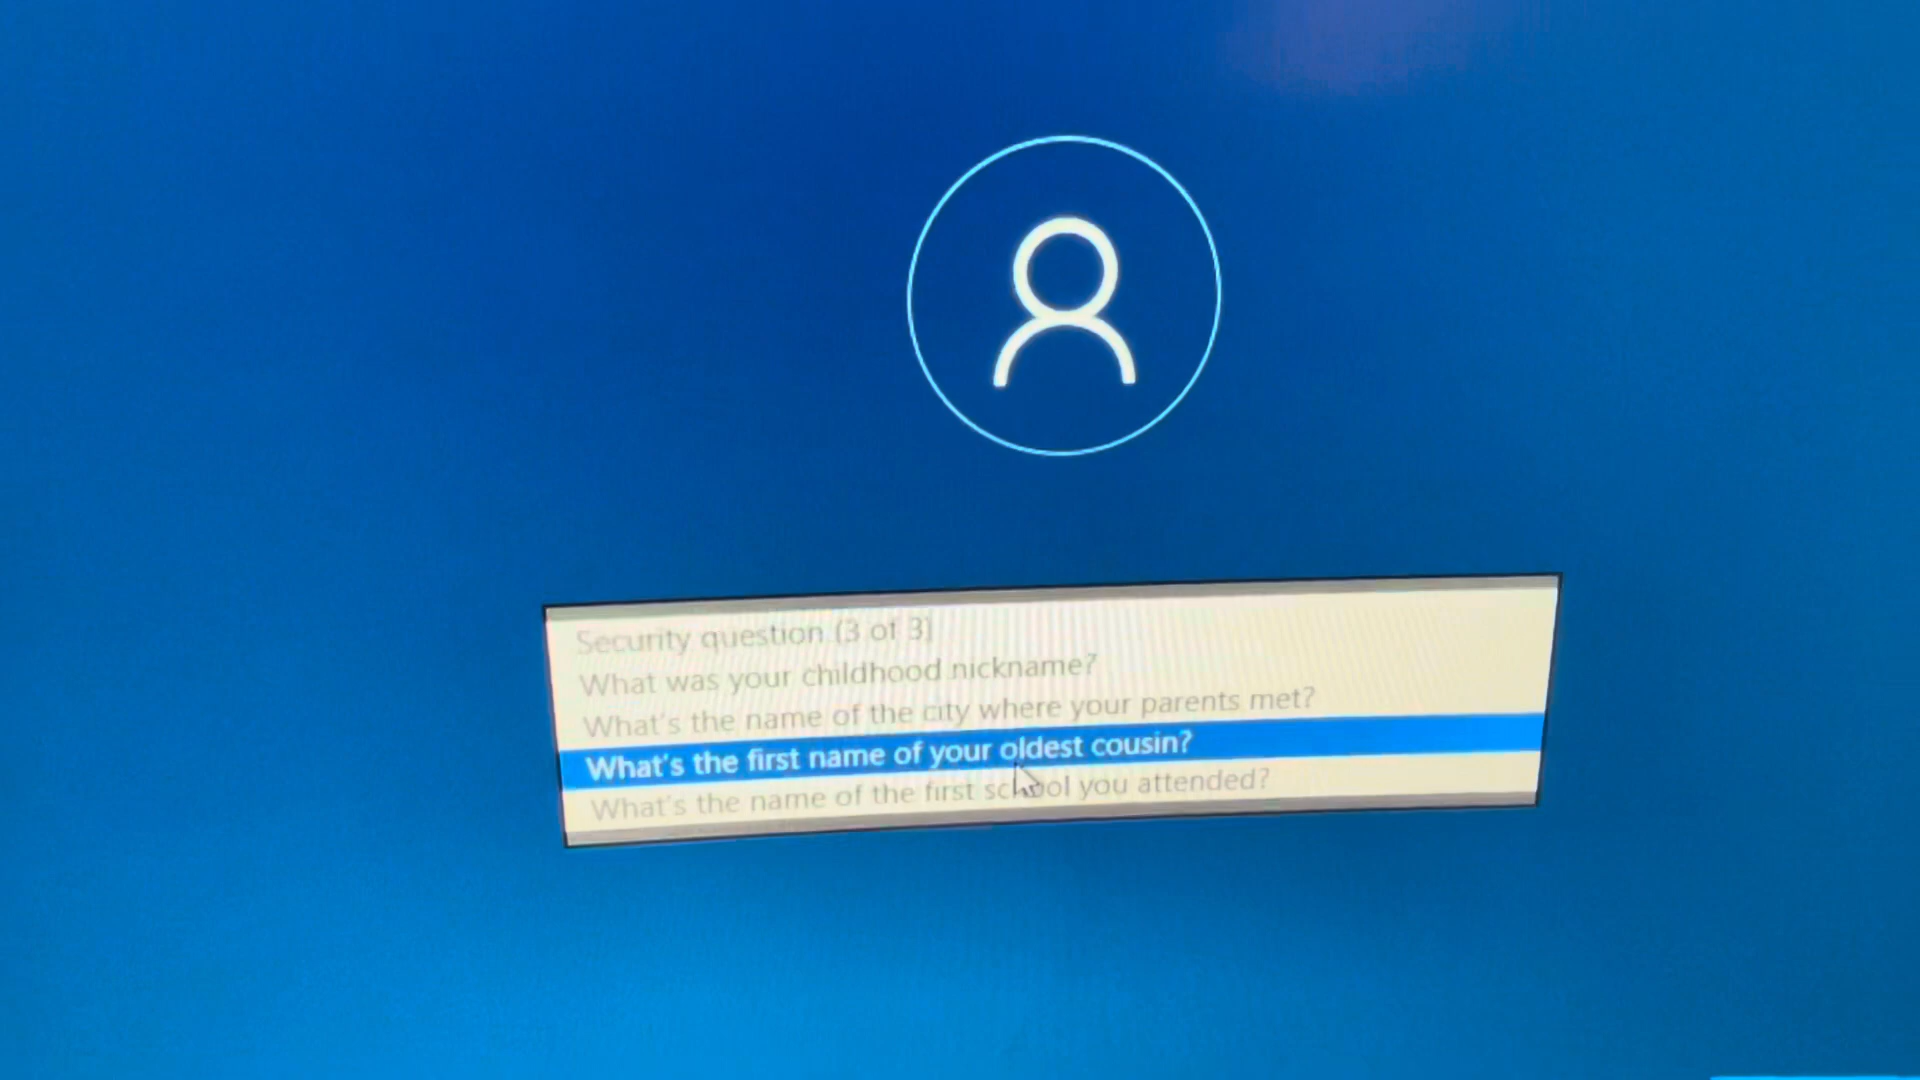 Security question (3 of 3)
What was your childhood nickname?
What's the name of the city where your parents met?
What's the first name of your oldest cousin?
What's the name of the first school you attended?